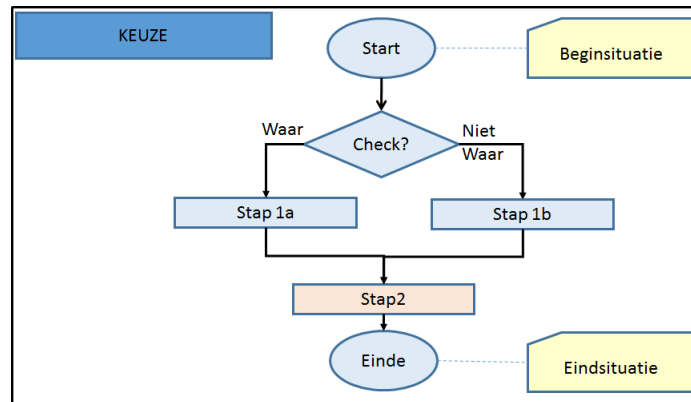 KEUZE
Start
Beginsituatie
Waar
Check?
Niet
Waar
Stap 1a
Stap 1b
Stap2
Einde
Eindsituatie